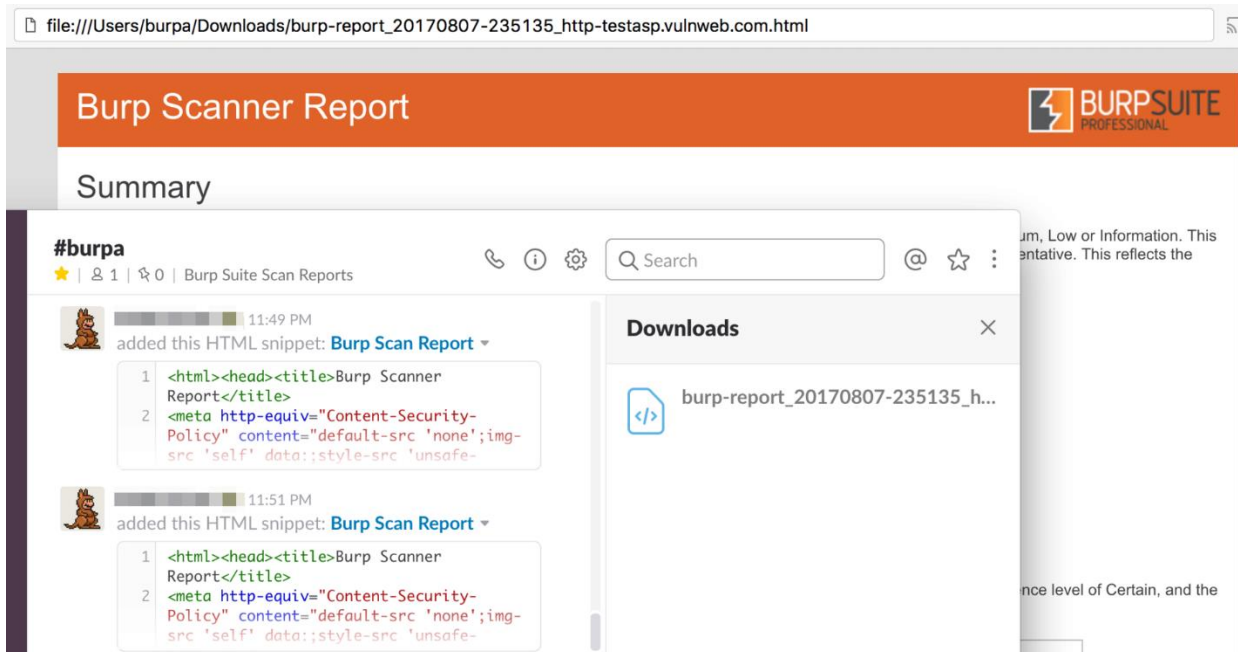 file:///Users/burpa/Downloads/burp-report_20170807-235135_http-testasp.vulnweb.com.html
Burp Scanner Report
BURPSUITE
PROFESSIONAL
Summary
um, Low or Information. This
entative. This reflects the
#burpa
1 | 0 | Burp Suite Scan Reports
Search
11:49 PM
added this HTML snippet: Burp Scan Report
1 <html><head><title>Burp Scanner
Report</title>
2 <meta http-equiv="Content-Security-
Policy" content="default-src 'none';img-
src 'self' data:;style-src 'unsafe-
11:51 PM
added this HTML snippet: Burp Scan Report
1 <html><head><title>Burp Scanner
Report</title>
2 <meta http-equiv="Content-Security-
Policy" content="default-src 'none';img-
src 'self' data:;style-src 'unsafe-
Downloads
burp-report_20170807-235135_h...
nce level of Certain, and the